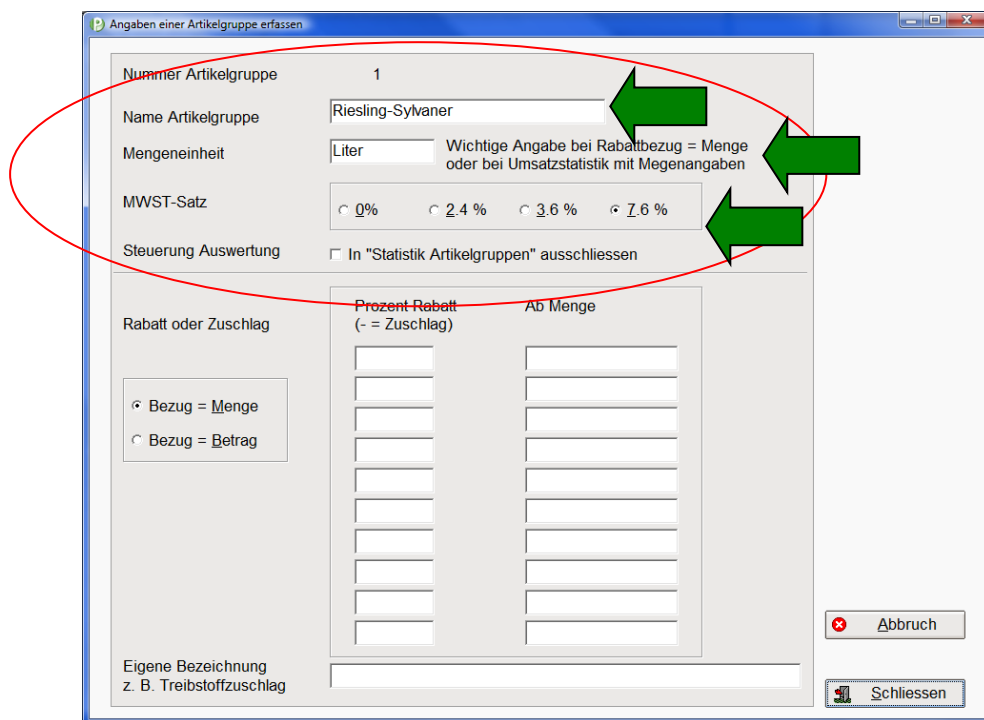 Angaben einer Artikelgruppe erfassen
Nummer Artikelgruppe 1
Name Artikelgruppe Riesling-Sylvaner
Mengeneinheit Liter Wichtige Angabe bei Rabattbezug = Menge
oder bei Umsatzstatistik mit Megenangaben
MWST-Satz 0% 2.4 % 3.6 % 7.6 %
Steuerung Auswertung In "Statistik Artikelgruppen" ausschliessen
Prozent Rabatt Ab Menge
Rabatt oder Zuschlag (- = Zuschlag)
Bezug = Menge
Bezug = Betrag
Abbruch
Eigene Bezeichnung
z. B. Treibstoffzuschlag
Schliessen